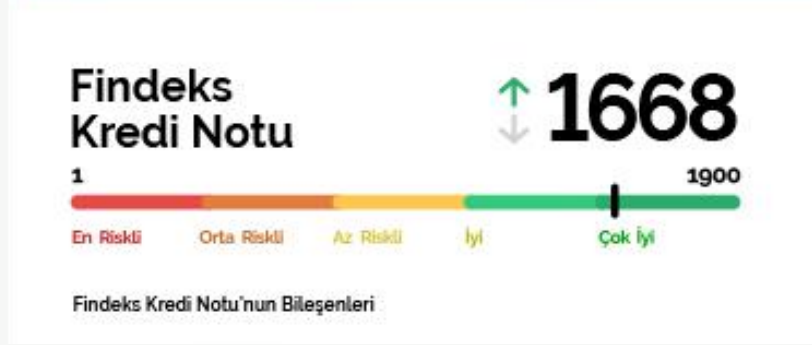 Findeks
Kredi Notu
1668
1
1900
En Riskli
Orta Riskli
Az Riskli
İyi
Çok İyi
Findeks Kredi Notu'nun Bileşenleri